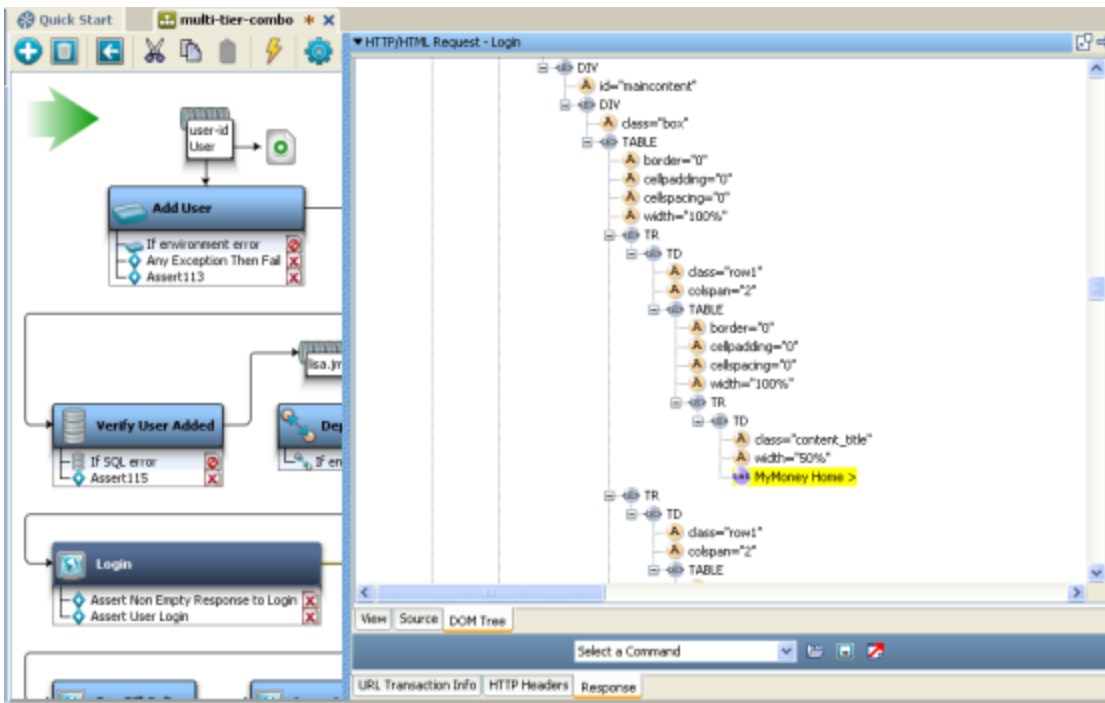 Quick Start
multi-tier-combo
HTTP/HTML Request - Login
user-id
User
Add User
If environment error
Any Exception Then Fail
Assert113
lisa.jm
Verify User Added
If SQL error
Assert115
Dep
If en
Login
Assert Non Empty Response to Login
Assert User Login
DIV
id="maincontent"
DIV
class="box"
TABLE
border="0"
cellpadding="0"
cellspacing="0"
width="100%"
TR
TD
class="row1"
colspan="2"
TABLE
border="0"
cellpadding="0"
cellspacing="0"
width="100%"
TR
TD
class="content_title"
width="50%"
MyMoney Home >
TR
TD
class="row1"
colspan="2"
TABLE
View Source DOM Tree
Select a Command
URL Transaction Info HTTP Headers Response